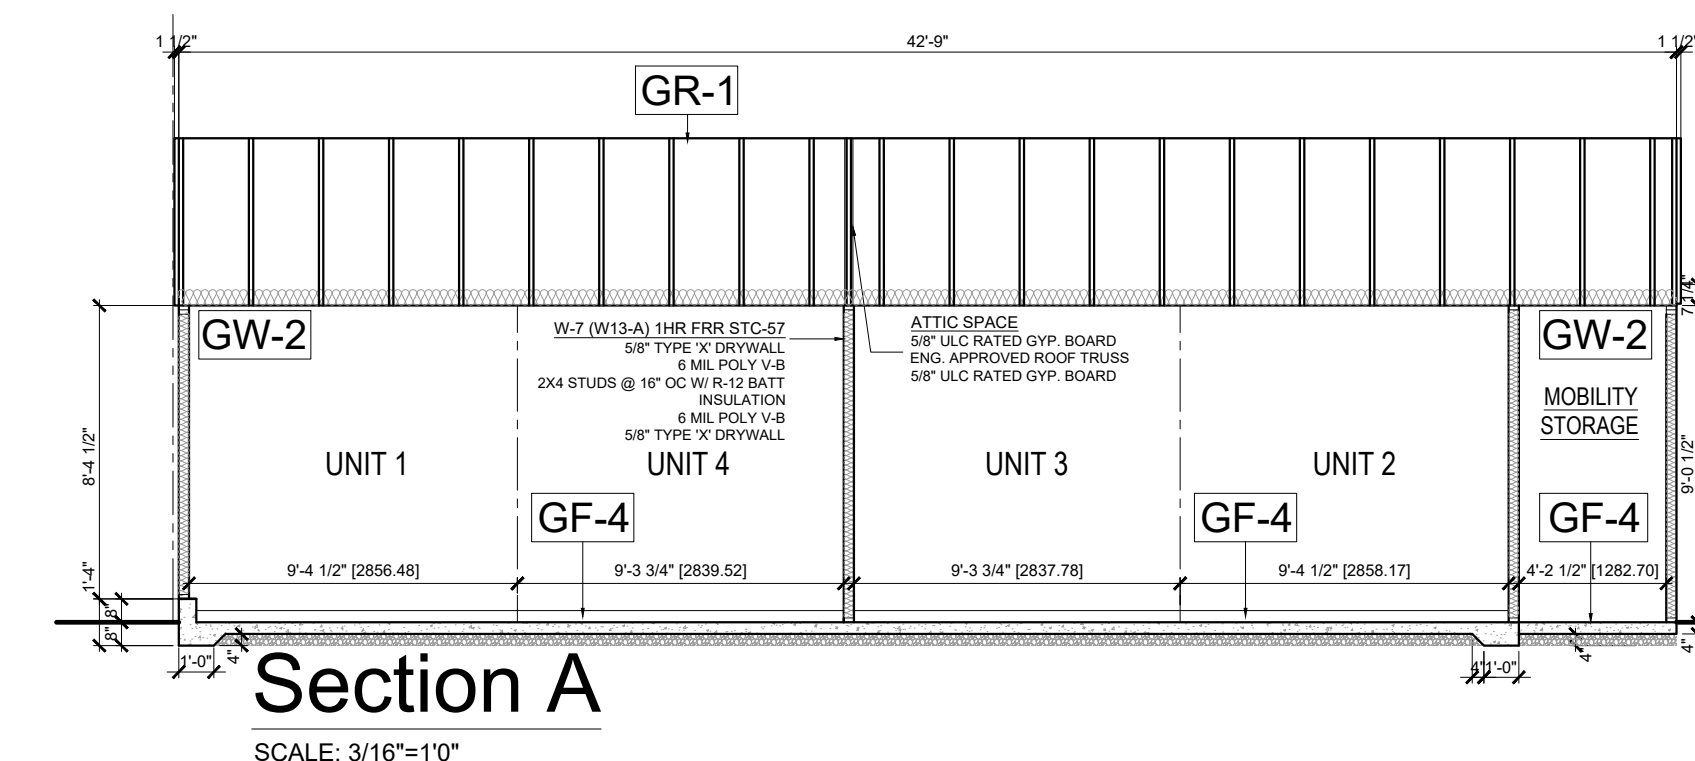 1 1/2"
42'-9"
1 1/2"
GR-1
GW-2
W-7 (W13-A) 1HR FRR STC-57
5/8" TYPE 'X' DRYWALL
6 MIL POLY V-B
2X4 STUDS @ 16" OC W/ R-12 BATT
INSULATION
6 MIL POLY V-B
5/8" TYPE 'X' DRYWALL
ATTIC SPACE
5/8" ULC RATED GYP. BOARD
ENG. APPROVED ROOF TRUSS
5/8" ULC RATED GYP. BOARD
GW-2
MOBILITY
STORAGE
8'-4 1/2"
9'-0 1/2"
UNIT 1
UNIT 4
UNIT 3
UNIT 2
GF-4
GF-4
GF-4
9'-4 1/2" [2856.48]
9'-3 3/4" [2839.52]
9'-3 3/4" [2837.78]
9'-4 1/2" [2858.17]
4'-2 1/2" [1282.70]
1'-4"
8"
8"
1'-0"
4"
4"
1'-0"
4"
4"
Section A
SCALE: 3/16"=1'0"